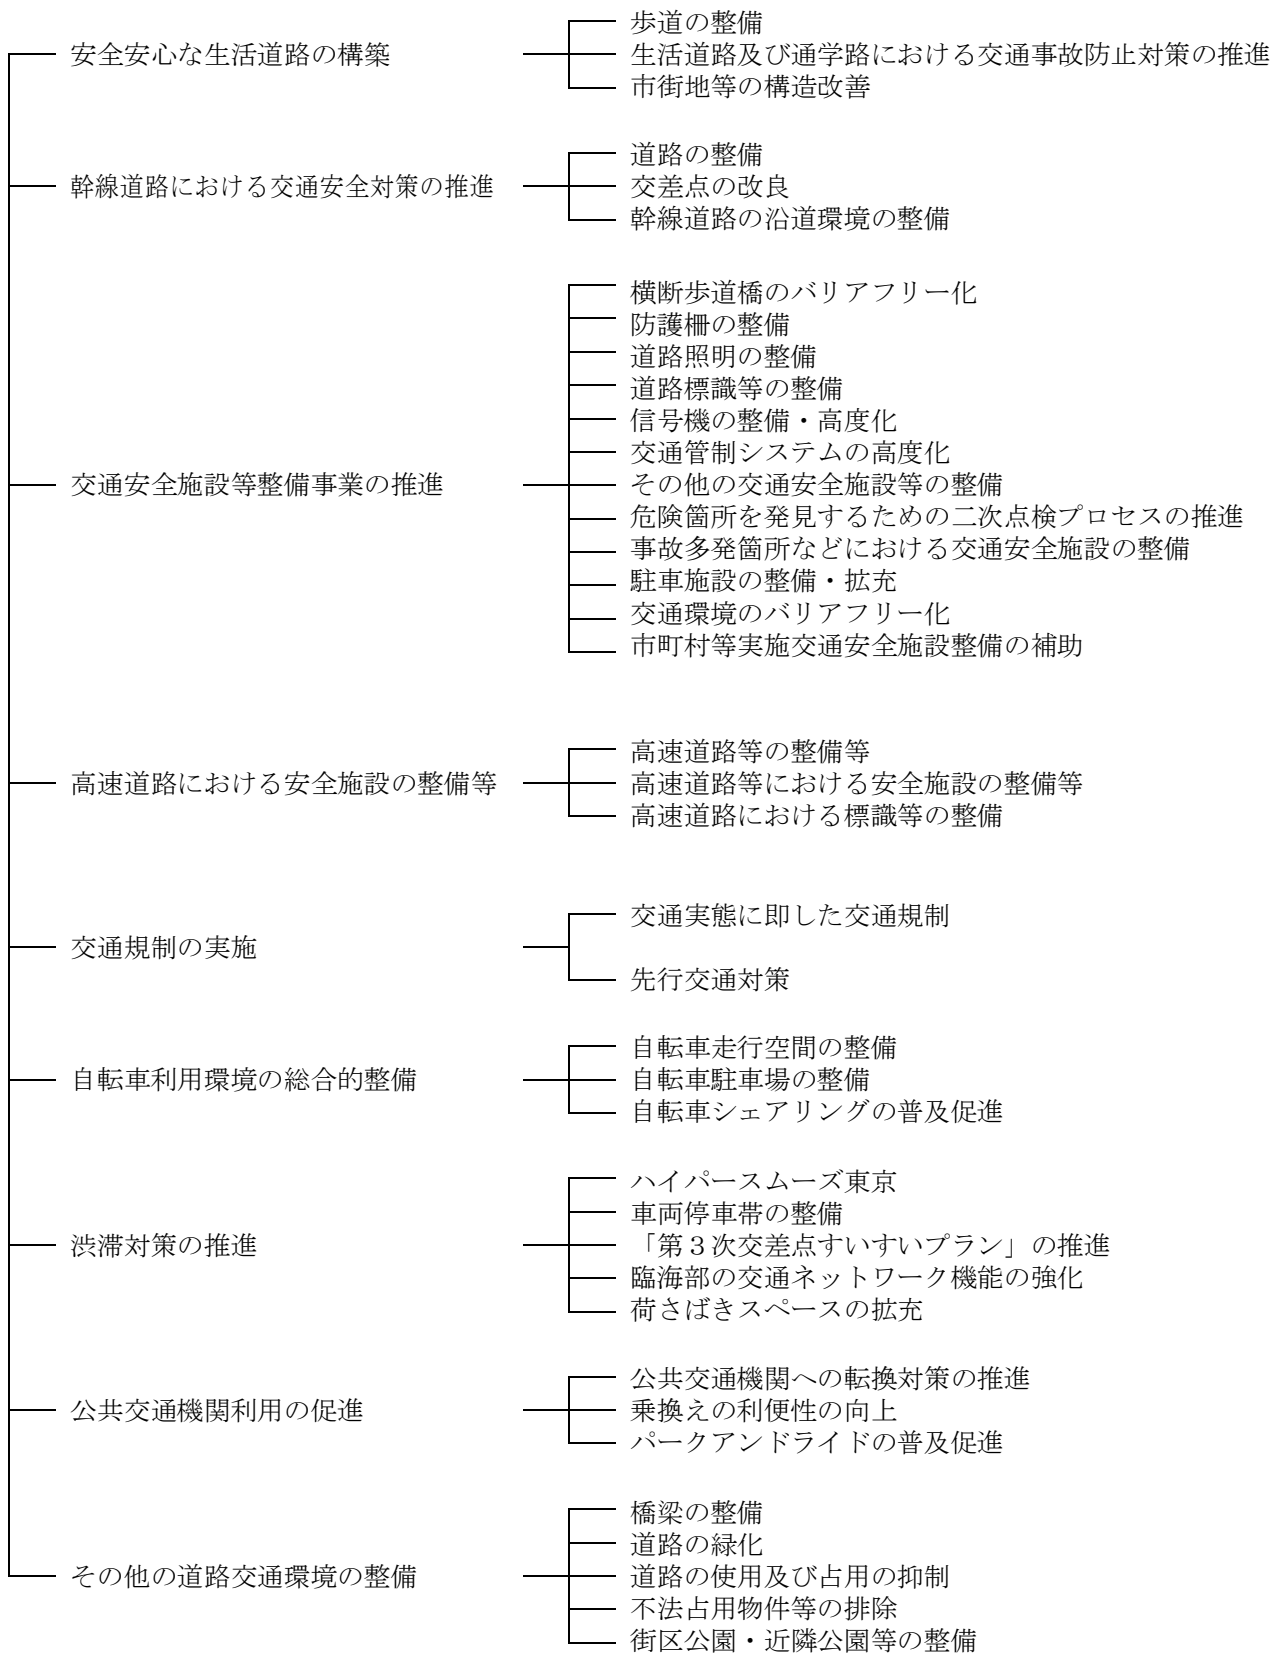 安全安心な生活道路の構築
歩道の整備
生活道路及び通学路における交通事故防止対策の推進
市街地等の構造改善
幹線道路における交通安全対策の推進
道路の整備
交差点の改良
幹線道路の沿道環境の整備
交通安全施設等整備事業の推進
横断歩道橋のバリアフリー化
防護柵の整備
道路照明の整備
道路標識等の整備
信号機の整備・高度化
交通管制システムの高度化
その他の交通安全施設等の整備
危険箇所を発見するための二次点検プロセスの推進
事故多発箇所などにおける交通安全施設の整備
駐車施設の整備・拡充
交通環境のバリアフリー化
市町村等実施交通安全施設整備の補助
高速道路における安全施設の整備等
高速道路等の整備等
高速道路等における安全施設の整備等
高速道路における標識等の整備
交通規制の実施
交通実態に即した交通規制
先行交通対策
自転車利用環境の総合的整備
自転車走行空間の整備
自転車駐車場の整備
自転車シェアリングの普及促進
渋滞対策の推進
ハイパースムーズ東京
車両停車帯の整備
「第３次交差点すいすいプラン」の推進
臨海部の交通ネットワーク機能の強化
荷さばきスペースの拡充
公共交通機関利用の促進
公共交通機関への転換対策の推進
乗換えの利便性の向上
パークアンドライドの普及促進
その他の道路交通環境の整備
橋梁の整備
道路の緑化
道路の使用及び占用の抑制
不法占用物件等の排除
街区公園・近隣公園等の整備